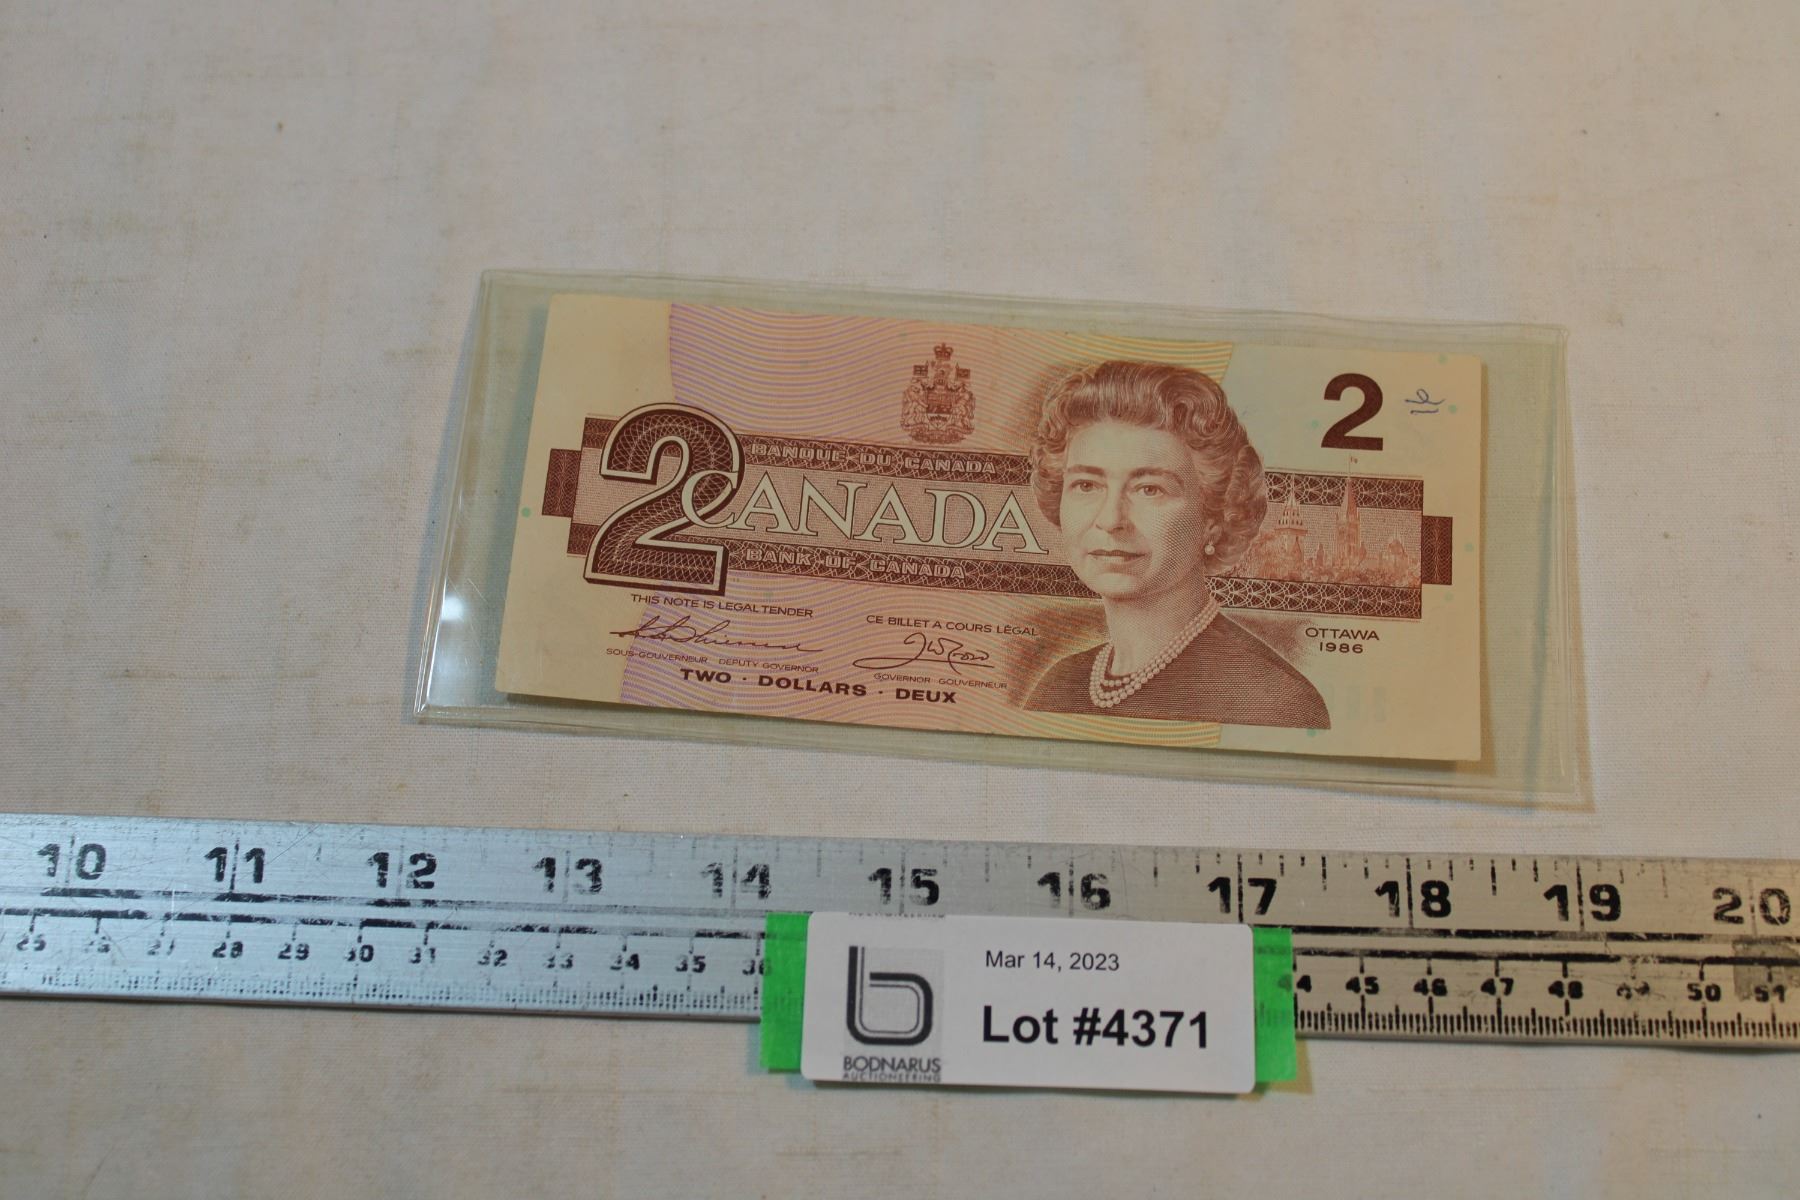 2
2
BANQUE DU CANADA
CANADA
BANK OF CANADA
THIS NOTE IS LEGAL TENDER
CE BILLET A COURS LÉGAL
OTTAWA
1986
SOUS-GOUVERNEUR DEPUTY GOVERNOR
GOVERNOR GOUVERNEUR
TWO · DOLLARS · DEUX
10 11 12 13 14 15 16 17 18 19 20
25 26 27 28 29 30 31 32 33 34 35 36 44 45 46 47 48 49 50 51
Mar 14, 2023
Lot #4371
BODNARUS
AUCTIONEERING